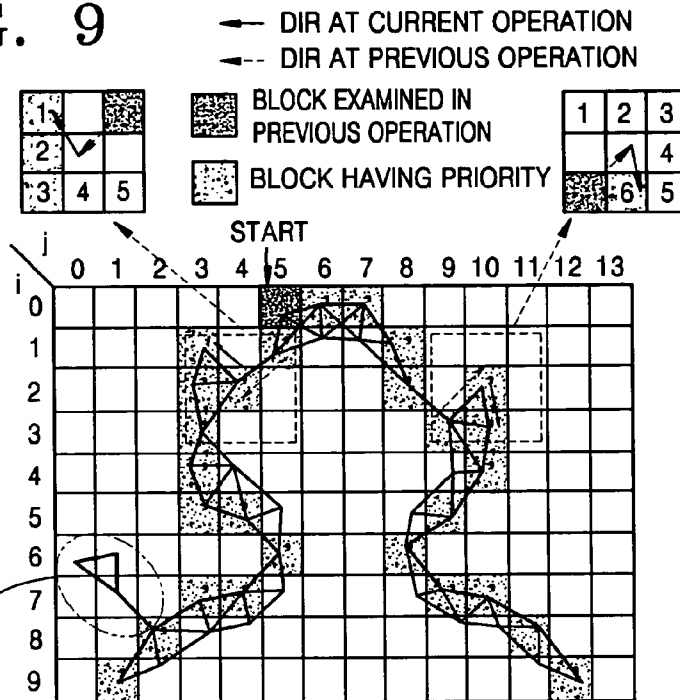 . 9
DIR AT CURRENT OPERATION
DIR AT PREVIOUS OPERATION
BLOCK EXAMINED IN
PREVIOUS OPERATION
BLOCK HAVING PRIORITY
1
2
3 4 5
1 2 3
4
6 5
START
j
i
0 1 2 3 4 5 6 7 8 9 10 11 12 13
0
1
2
3
4
5
6
7
8
9